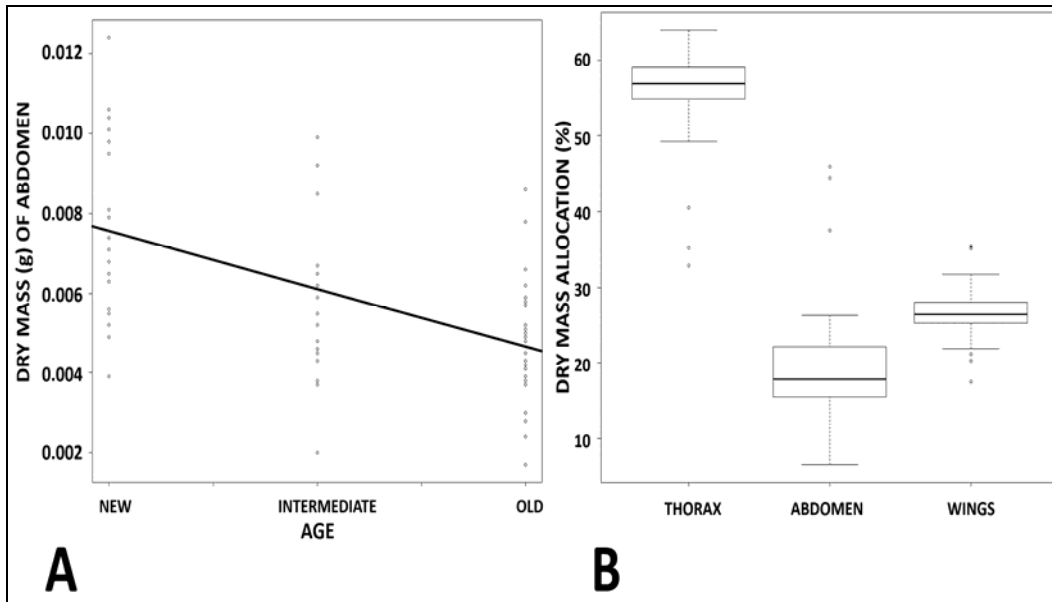 DRY MASS (g) OF ABDOMEN
0.012
0.010
0.008
0.006
0.004
0.002
NEW
INTERMEDIATE
OLD
AGE
A
DRY MASS ALLOCATION (%)
60
50
40
30
20
10
THORAX
ABDOMEN
WINGS
B